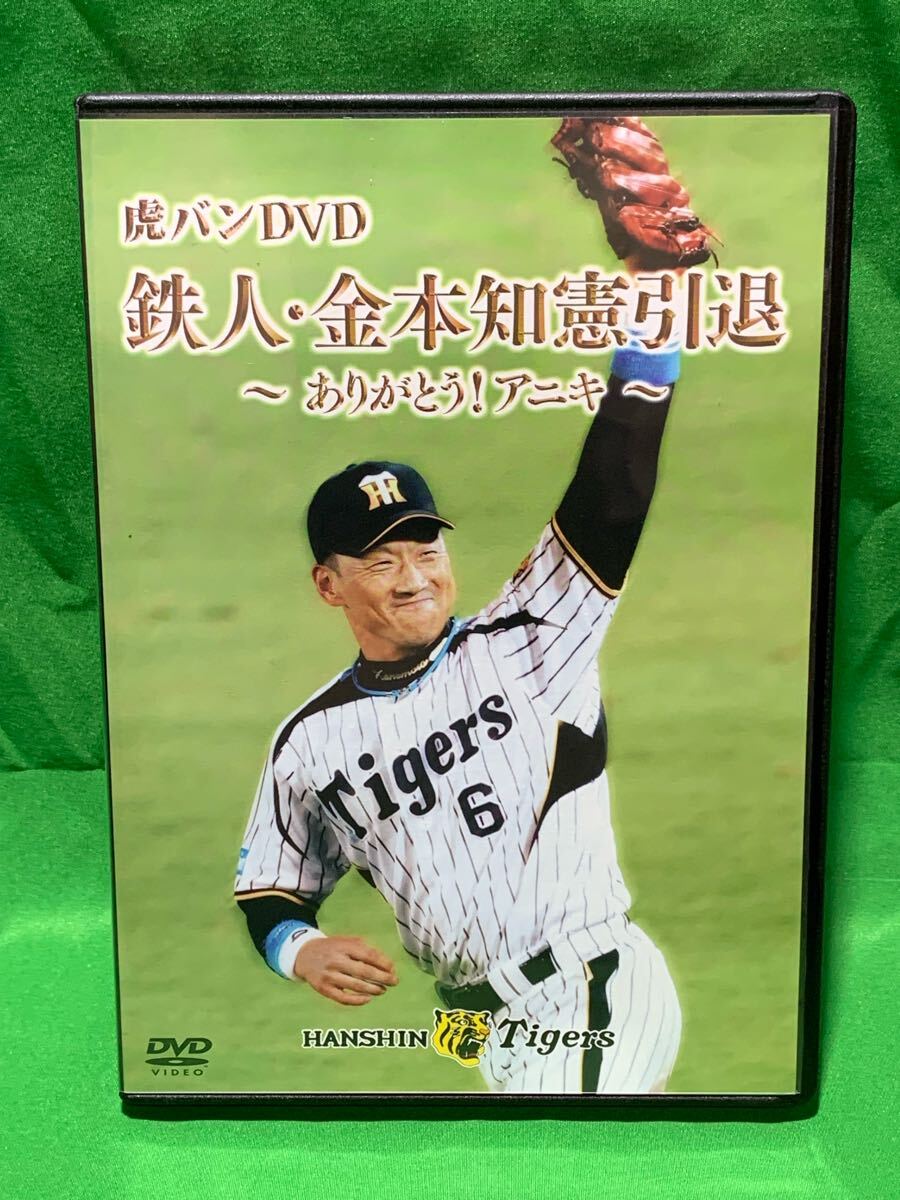 虎バンDVD
鉄人・金本知憲引退
～ ありがとう!アニキ ～
Tigers
6
HANSHIN Tigers
DVD
VIDEO